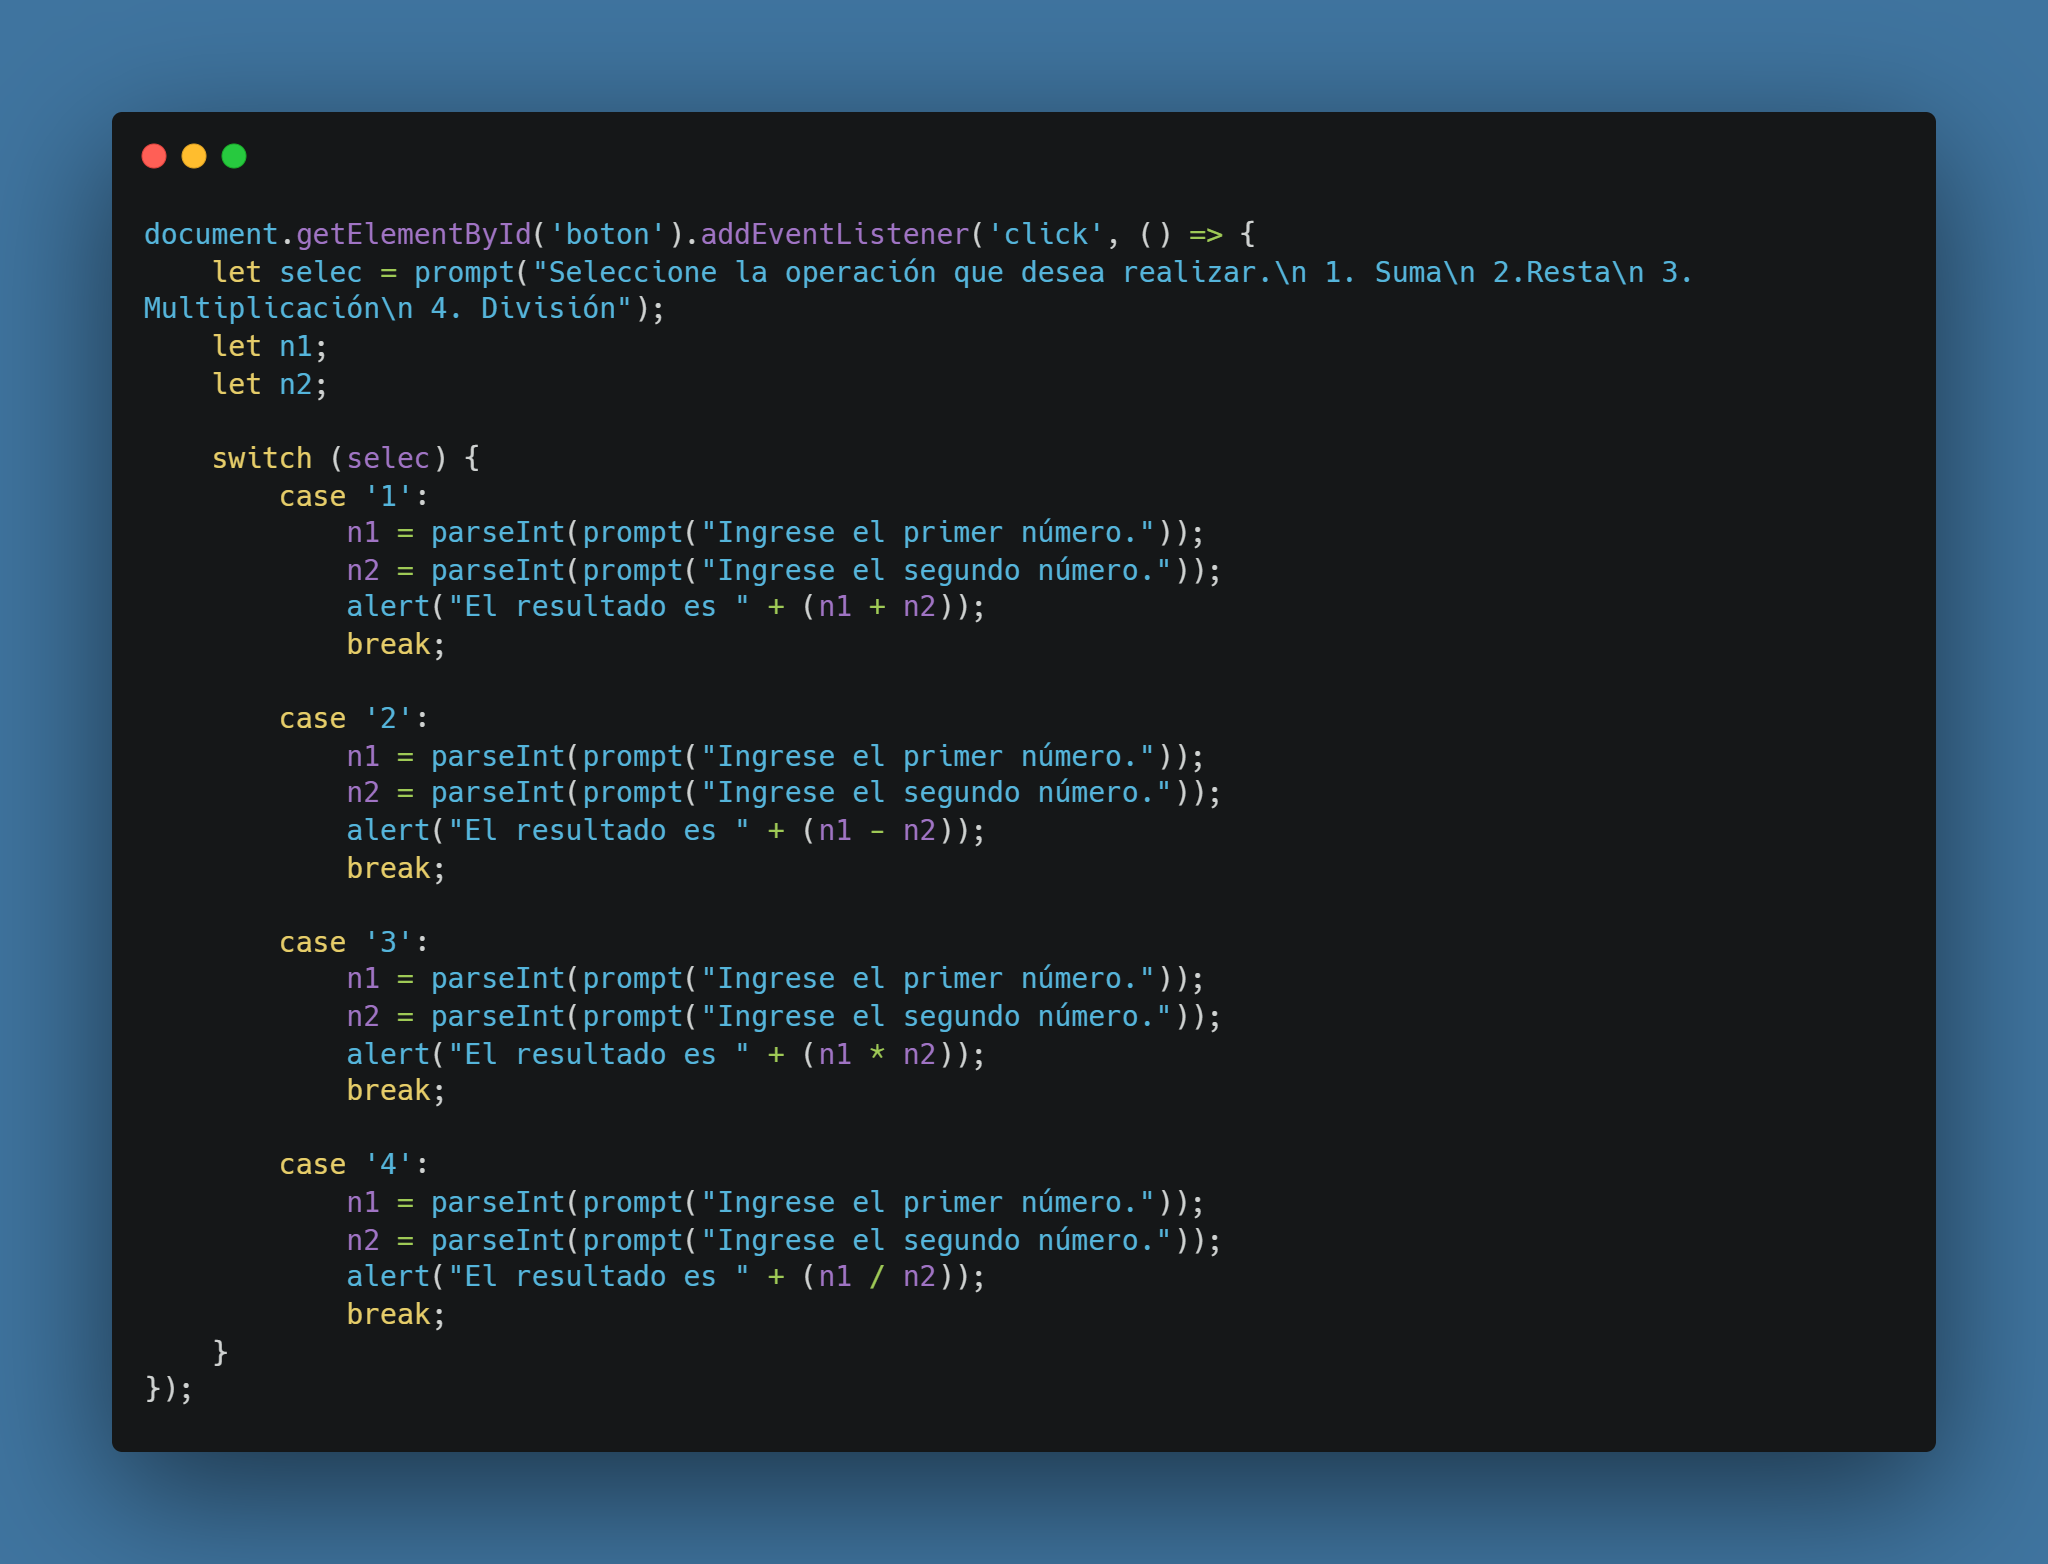 document.getElementById('boton').addEventListener('click', () => {
    let selec = prompt("Seleccione la operación que desea realizar.\n 1. Suma\n 2.Resta\n 3.
Multiplicación\n 4. División");
    let n1;
    let n2;

    switch (selec) {
        case '1':
            n1 = parseInt(prompt("Ingrese el primer número."));
            n2 = parseInt(prompt("Ingrese el segundo número."));
            alert("El resultado es " + (n1 + n2));
            break;

        case '2':
            n1 = parseInt(prompt("Ingrese el primer número."));
            n2 = parseInt(prompt("Ingrese el segundo número."));
            alert("El resultado es " + (n1 - n2));
            break;

        case '3':
            n1 = parseInt(prompt("Ingrese el primer número."));
            n2 = parseInt(prompt("Ingrese el segundo número."));
            alert("El resultado es " + (n1 * n2));
            break;

        case '4':
            n1 = parseInt(prompt("Ingrese el primer número."));
            n2 = parseInt(prompt("Ingrese el segundo número."));
            alert("El resultado es " + (n1 / n2));
            break;
    }
});